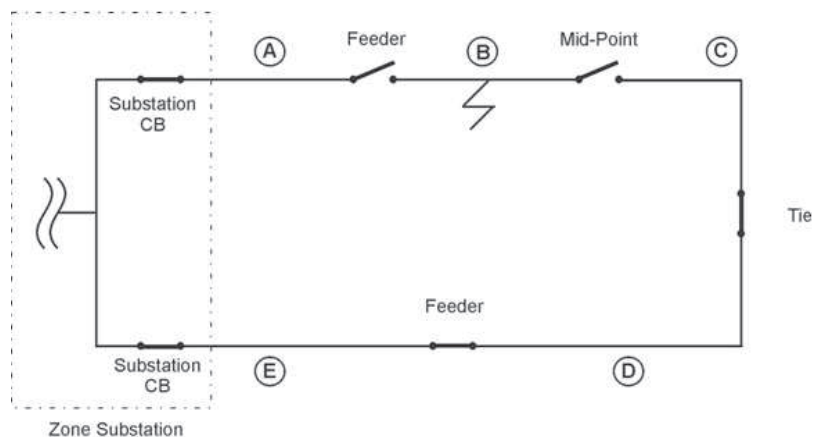 A
Feeder
B
Mid-Point
C
Substation
CB
Tie
Feeder
Substation
CB
E
D
Zone Substation